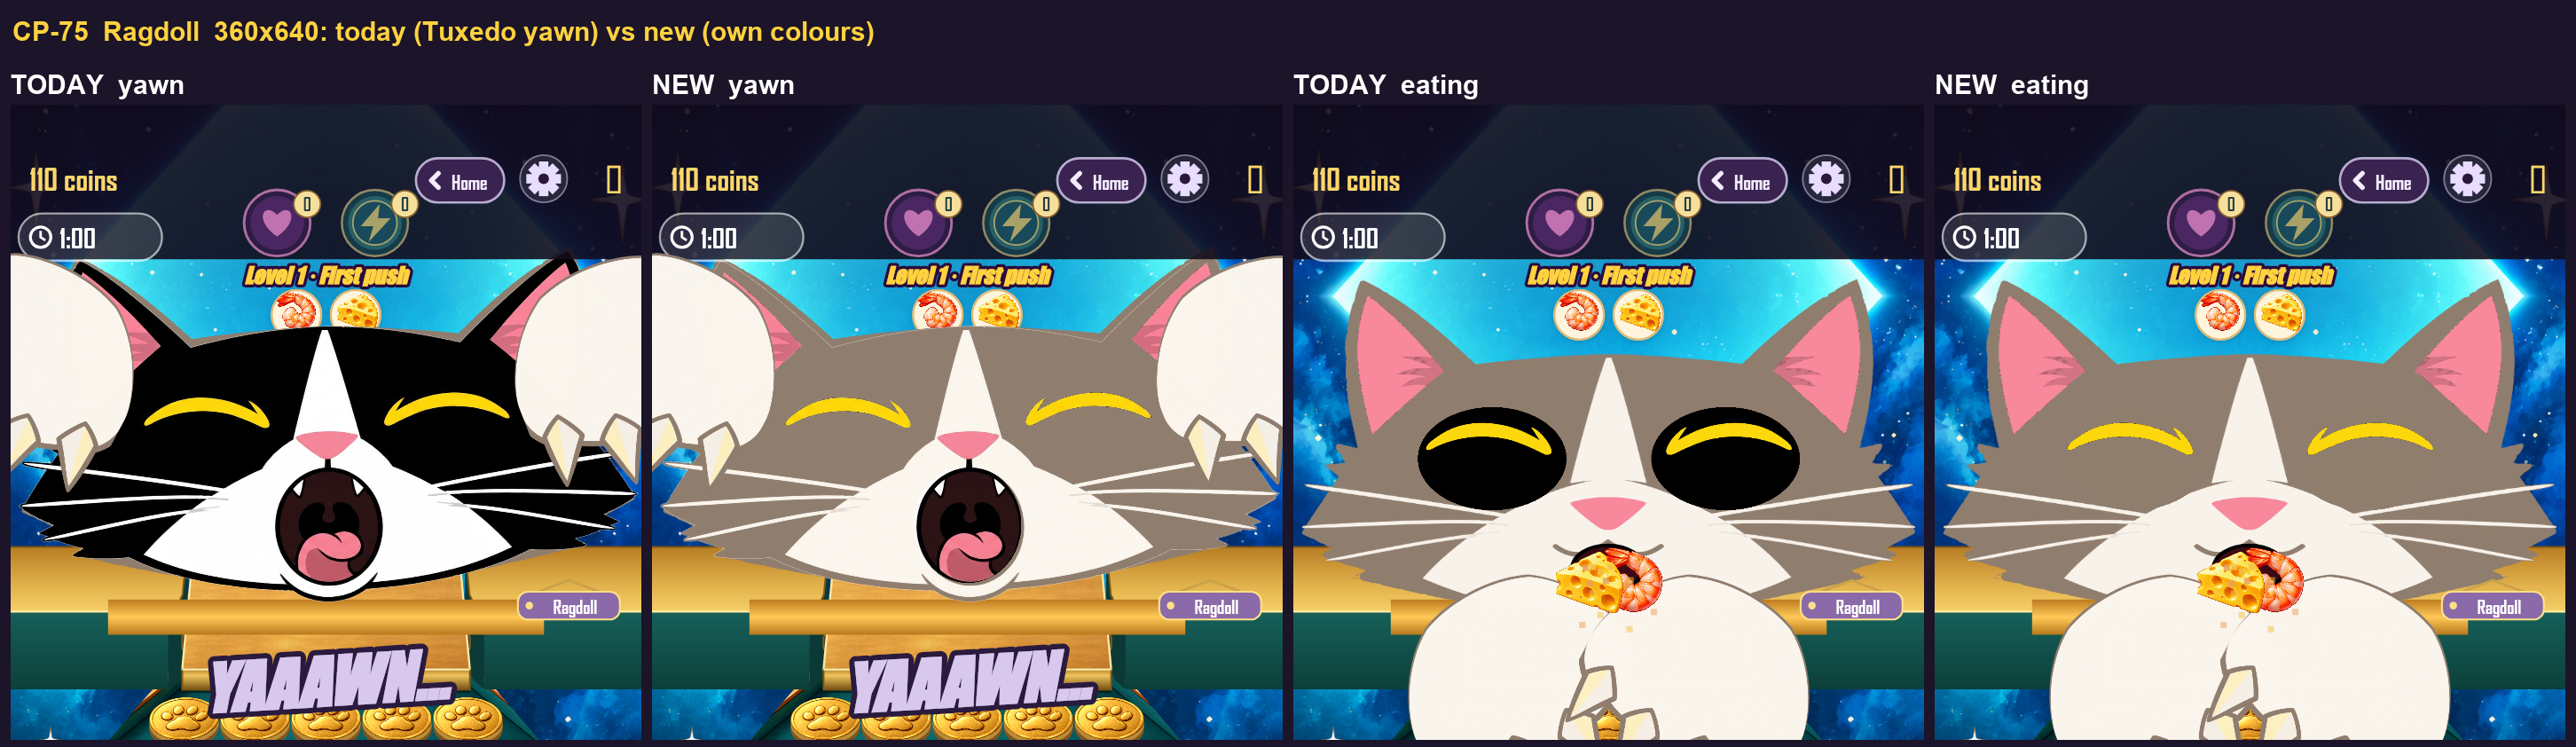 CP-75 Ragdoll 360x640: today (Tuxedo yawn) vs new (own colours)
TODAY yawn
110 coins
Home
0
0
1:00
Level 1 · First push
Ragdoll
YAAAWN...
NEW yawn
110 coins
Home
0
0
1:00
Level 1 · First push
Ragdoll
YAAAWN...
TODAY eating
110 coins
Home
0
0
1:00
Level 1 · First push
Ragdoll
NEW eating
110 coins
Home
0
0
1:00
Level 1 · First push
Ragdoll